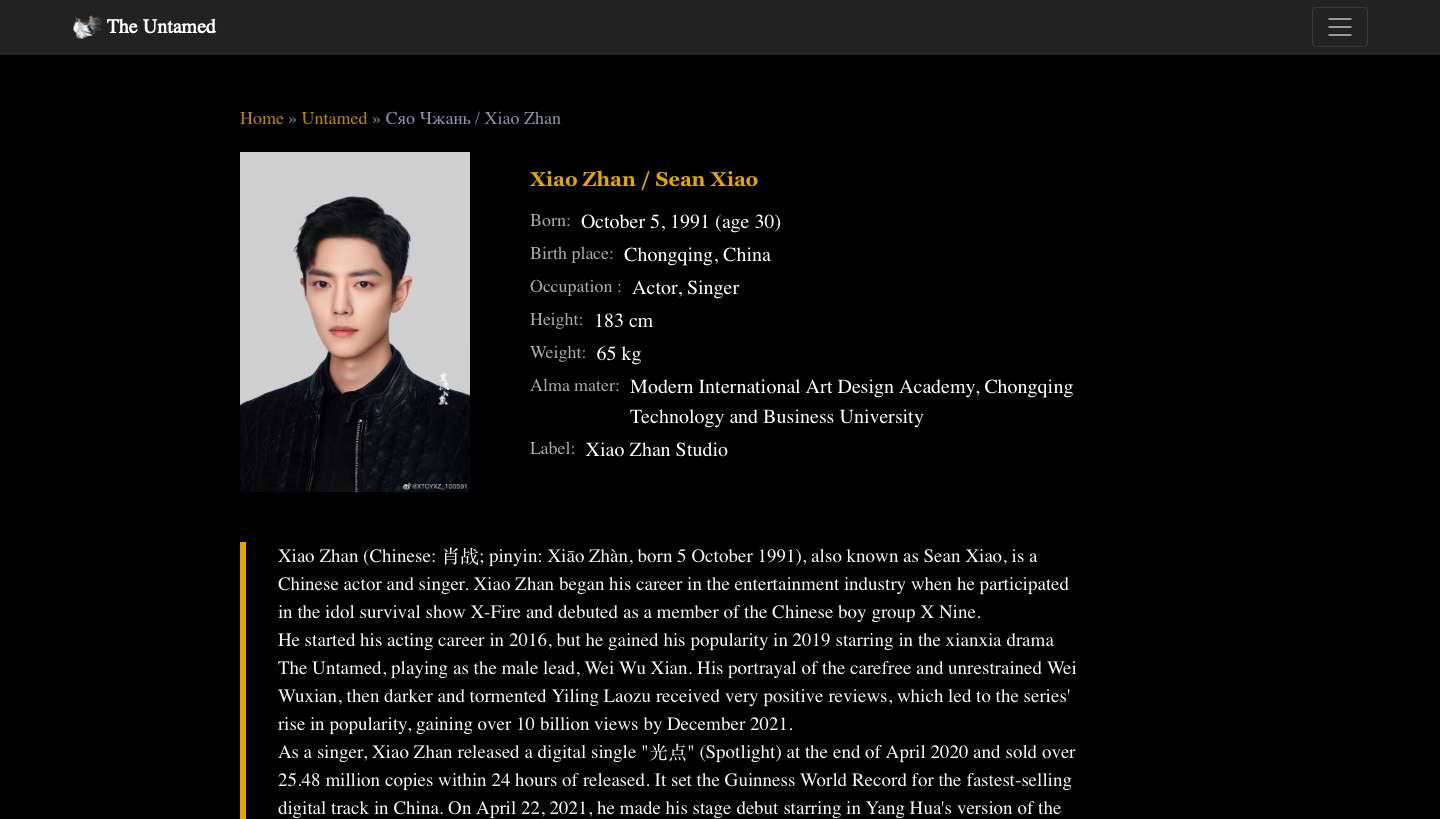 The Untamed
Home » Untamed » Сяо Чжань / Xiao Zhan
Xiao Zhan / Sean Xiao
Born: October 5, 1991 (age 30)
Birth place: Chongqing, China
Occupation : Actor, Singer
Height: 183 cm
Weight: 65 kg
Alma mater: Modern International Art Design Academy, Chongqing
Technology and Business University
Label: Xiao Zhan Studio
@XTOYXZ_100591
Xiao Zhan (Chinese: 肖战; pinyin: Xiāo Zhàn, born 5 October 1991), also known as Sean Xiao, is a
Chinese actor and singer. Xiao Zhan began his career in the entertainment industry when he participated
in the idol survival show X-Fire and debuted as a member of the Chinese boy group X Nine.
He started his acting career in 2016, but he gained his popularity in 2019 starring in the xianxia drama
The Untamed, playing as the male lead, Wei Wu Xian. His portrayal of the carefree and unrestrained Wei
Wuxian, then darker and tormented Yiling Laozu received very positive reviews, which led to the series'
rise in popularity, gaining over 10 billion views by December 2021.
As a singer, Xiao Zhan released a digital single "光点" (Spotlight) at the end of April 2020 and sold over
25.48 million copies within 24 hours of released. It set the Guinness World Record for the fastest-selling
digital track in China. On April 22, 2021, he made his stage debut starring in Yang Hua's version of the